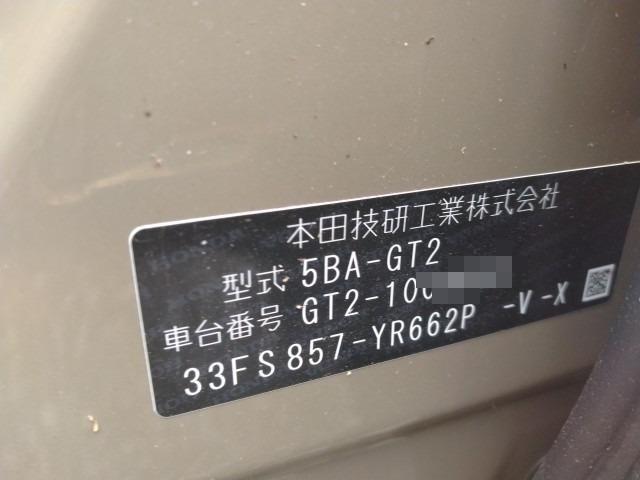 本田技研工業株式会社
型式 5BA-GT2
車台番号 GT2-100
33FS857-YR662P -V-X